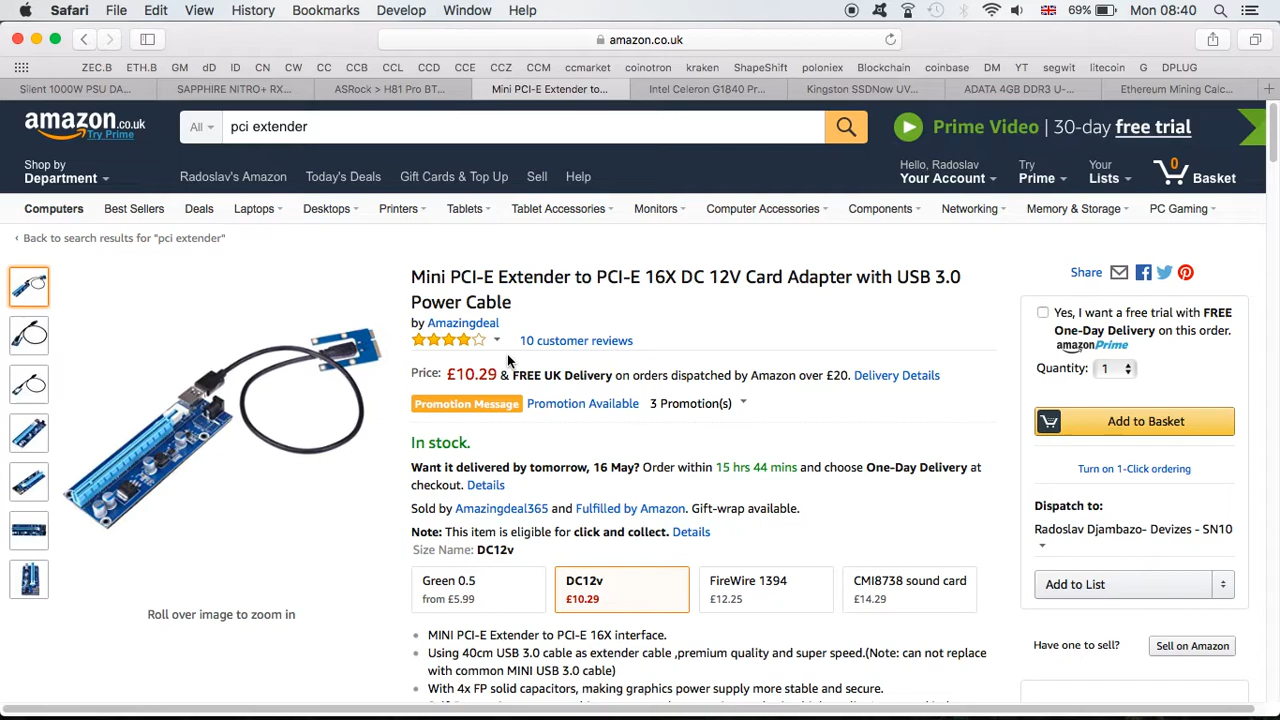 Safari File Edit View History Bookmarks Develop Window Help 69% Mon 08:40
amazon.co.uk
ZEC.B ETH.B GM dD ID CN CW CC CCB CCL CCD CCE CCZ CCM ccmarket coinotron kraken ShapeShift poloniex Blockchain coinbase DM YT segwit litecoin G DPLUG
Silent 1000W PSU DA... SAPPHIRE NITRO+ RX... ASRock > H81 Pro BT... Mini PCI-E Extender to... Intel Celeron G1840 Pr... Kingston SSDNow UV... ADATA 4GB DDR3 U-... Ethereum Mining Calc...
amazon.co.uk
Try Prime
All pci extender
Prime Video | 30-day free trial
Shop by
Department
Radoslav's Amazon Today's Deals Gift Cards & Top Up Sell Help
Hello, Radoslav
Your Account
Try
Prime
Your
Lists
0
Basket
Computers Best Sellers Deals Laptops Desktops Printers Tablets Tablet Accessories Monitors Computer Accessories Components Networking Memory & Storage PC Gaming
‹ Back to search results for "pci extender"
Mini PCI-E Extender to PCI-E 16X DC 12V Card Adapter with USB 3.0
Power Cable
by Amazingdeal
10 customer reviews
Price: £10.29 & FREE UK Delivery on orders dispatched by Amazon over £20. Delivery Details
Promotion Message Promotion Available 3 Promotion(s)
In stock.
Want it delivered by tomorrow, 16 May? Order within 15 hrs 44 mins and choose One-Day Delivery at
checkout. Details
Sold by Amazingdeal365 and Fulfilled by Amazon. Gift-wrap available.
Note: This item is eligible for click and collect. Details
Size Name: DC12v
Green 0.5
from £5.99
DC12v
£10.29
FireWire 1394
£12.25
CMI8738 sound card
£14.29
• MINI PCI-E Extender to PCI-E 16X interface.
• Using 40cm USB 3.0 cable as extender cable ,premium quality and super speed.(Note: can not replace
with common MINI USB 3.0 cable)
• With 4x FP solid capacitors, making graphics power supply more stable and secure.
Roll over image to zoom in
Share
Yes, I want a free trial with FREE
One-Day Delivery on this order.
amazonPrime
Quantity: 1
Add to Basket
Turn on 1-Click ordering
Dispatch to:
Radoslav Djambazo- Devizes - SN10
Add to List
Have one to sell? Sell on Amazon